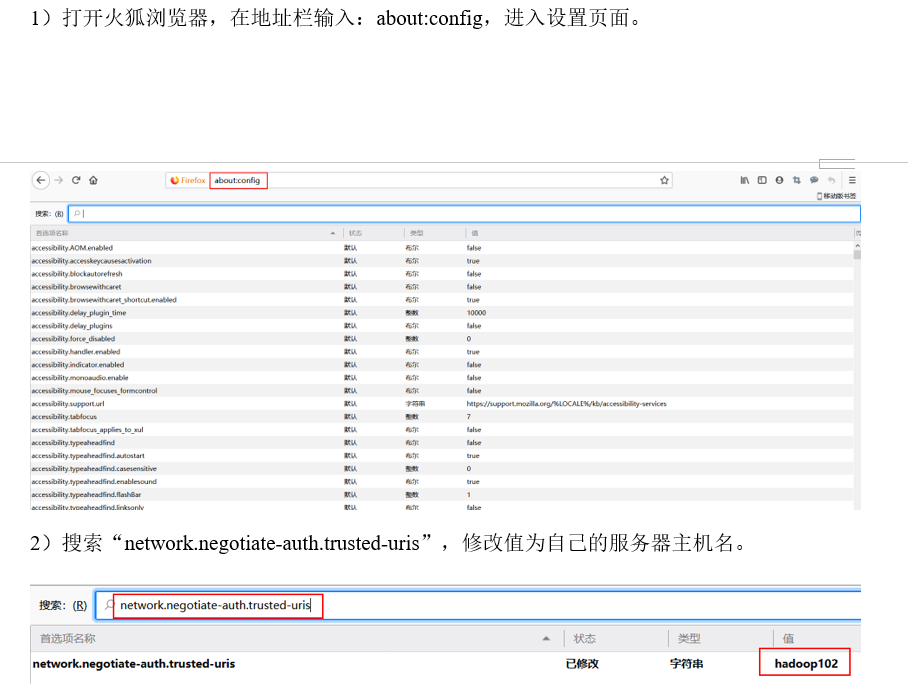 1）打开火狐浏览器，在地址栏输入：about:config，进入设置页面。
Firefox about:config
移动版书签
搜索：(R)
首选项名称 状态 类型 值
accessibility.AOM.enabled 默认 布尔 false
accessibility.accesskeycausesactivation 默认 布尔 true
accessibility.blockautorefresh 默认 布尔 false
accessibility.browsewithcaret 默认 布尔 false
accessibility.browsewithcaret_shortcut.enabled 默认 布尔 true
accessibility.delay_plugin_time 默认 整数 10000
accessibility.delay_plugins 默认 布尔 false
accessibility.force_disabled 默认 整数 0
accessibility.handler.enabled 默认 布尔 true
accessibility.indicator.enabled 默认 布尔 false
accessibility.monoaudio.enable 默认 布尔 false
accessibility.mouse_focuses_formcontrol 默认 布尔 false
accessibility.support.url 默认 字符串 https://support.mozilla.org/%LOCALE%/kb/accessibility-services
accessibility.tabfocus 默认 整数 7
accessibility.tabfocus_applies_to_xul 默认 布尔 false
accessibility.typeaheadfind 默认 布尔 false
accessibility.typeaheadfind.autostart 默认 布尔 true
accessibility.typeaheadfind.casesensitive 默认 整数 0
accessibility.typeaheadfind.enablesound 默认 布尔 true
accessibility.typeaheadfind.flashBar 默认 整数 1
accessibility.typeaheadfind.linksonly 默认 布尔 false
2）搜索“network.negotiate-auth.trusted-uris”，修改值为自己的服务器主机名。
搜索：(R) network.negotiate-auth.trusted-uris
首选项名称 状态 类型 值
network.negotiate-auth.trusted-uris 已修改 字符串 hadoop102